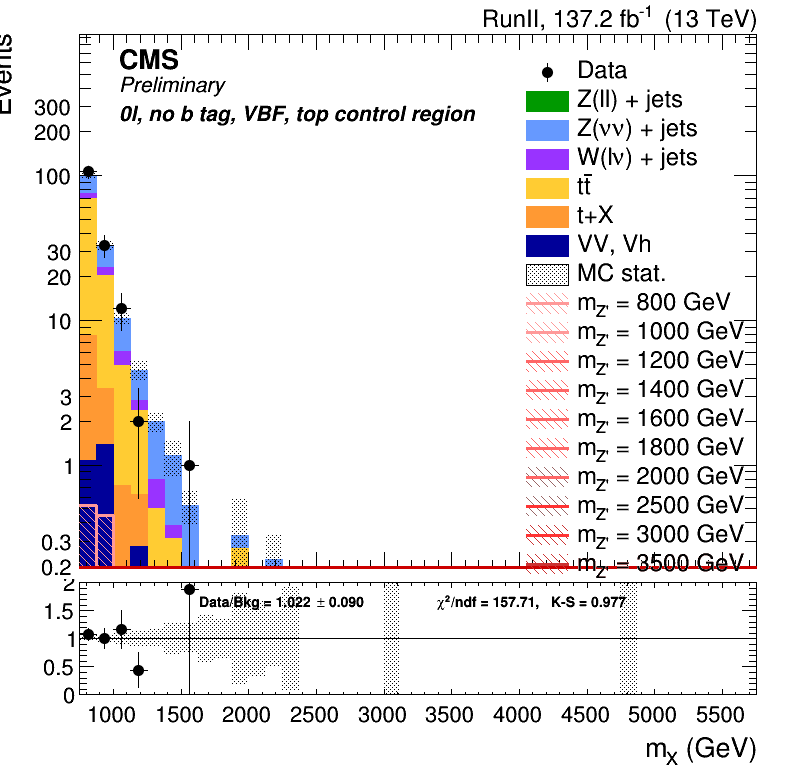 RunII, 137.2 fb⁻¹ (13 TeV)
Events
CMS
Preliminary
0l, no b tag, VBF, top control region
Data
Z(ll) + jets
Z(νν) + jets
W(lν) + jets
tt̄
t+X
VV, Vh
MC stat.
m_Z' = 800 GeV
m_Z' = 1000 GeV
m_Z' = 1200 GeV
m_Z' = 1400 GeV
m_Z' = 1600 GeV
m_Z' = 1800 GeV
m_Z' = 2000 GeV
m_Z' = 2500 GeV
m_Z' = 3000 GeV
m_Z' = 3500 GeV
300
200
100
30
20
10
3
2
1
0.3
0.2
Data/Bkg = 1.022 ± 0.090
χ²/ndf = 157.71, K-S = 0.977
2
1.5
1
0.5
0
1000 1500 2000 2500 3000 3500 4000 4500 5000 5500
m_X (GeV)